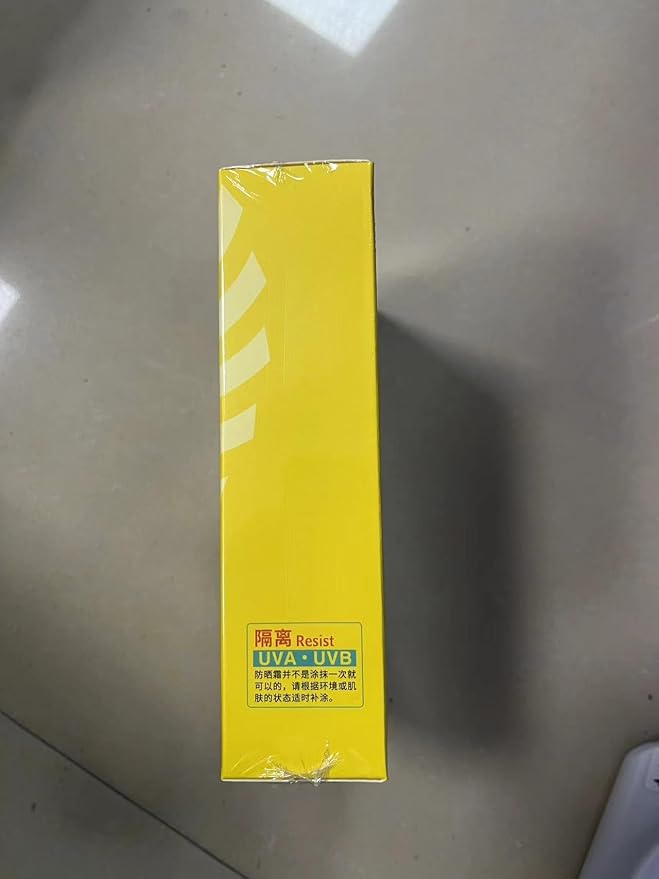 隔离 Resist
UVA·UVB
防晒霜并不是涂抹一次就
可以的，请根据环境或肌
肤的状态适时补涂。